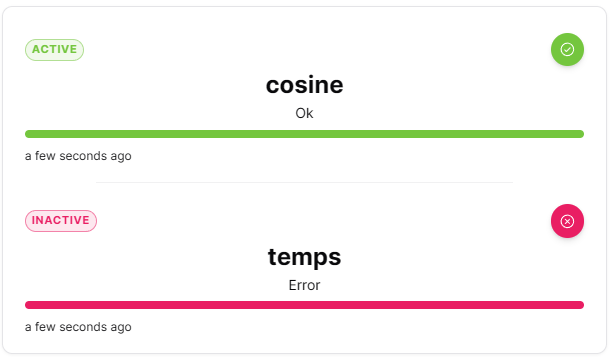 ACTIVE
cosine
Ok
a few seconds ago
INACTIVE
temps
Error
a few seconds ago